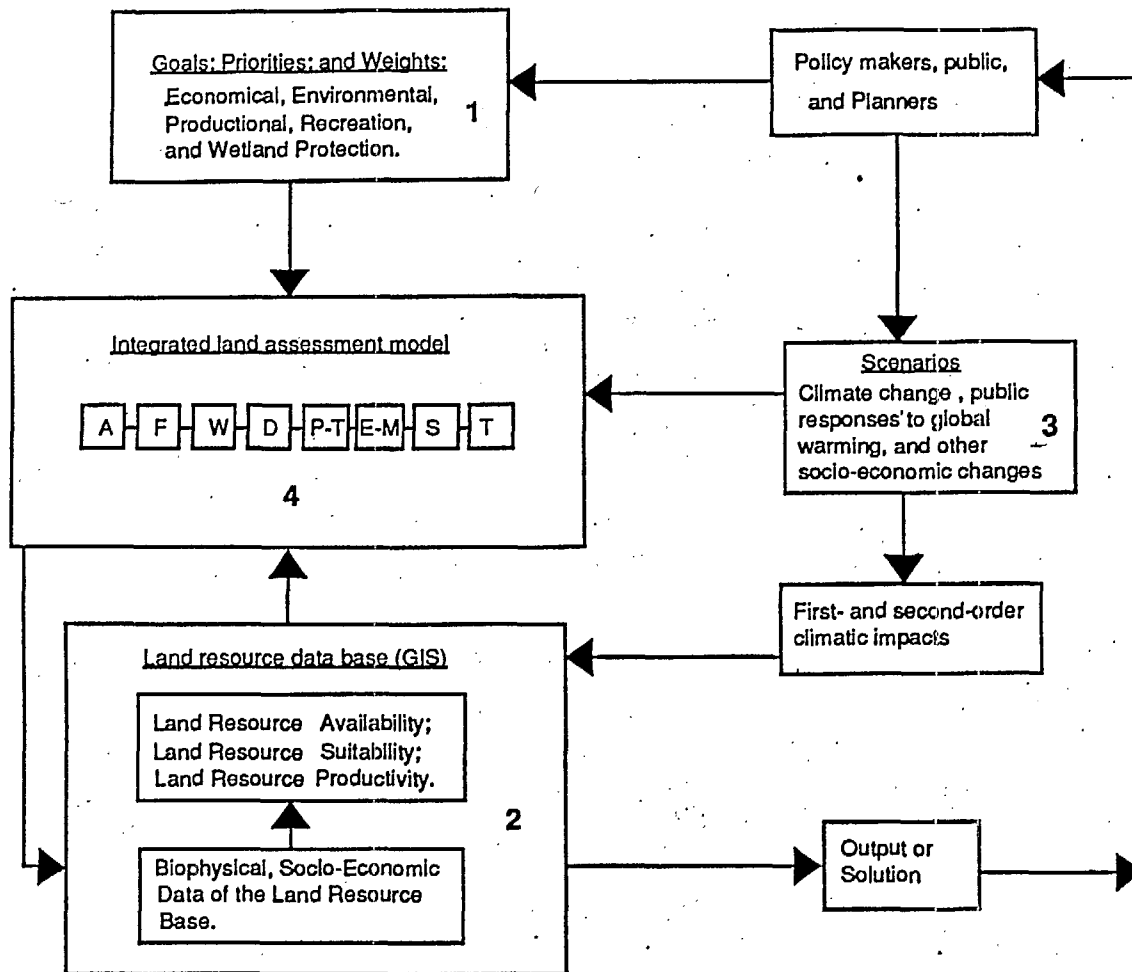 Goals; Priorities; and Weights:
Economical, Environmental,
Productional, Recreation,
and Wetland Protection.
1
Policy makers, public,
and Planners
Integrated land assessment model
A F W D P-T E-M S T
4
Scenarios
Climate change , public
responses' to global
warming, and other
socio-economic changes
3
First- and second-order
climatic impacts
Land resource data base (GIS)
Land Resource Availability;
Land Resource Suitability;
Land Resource Productivity.
2
Biophysical, Socio-Economic
Data of the Land Resource
Base.
Output or
Solution